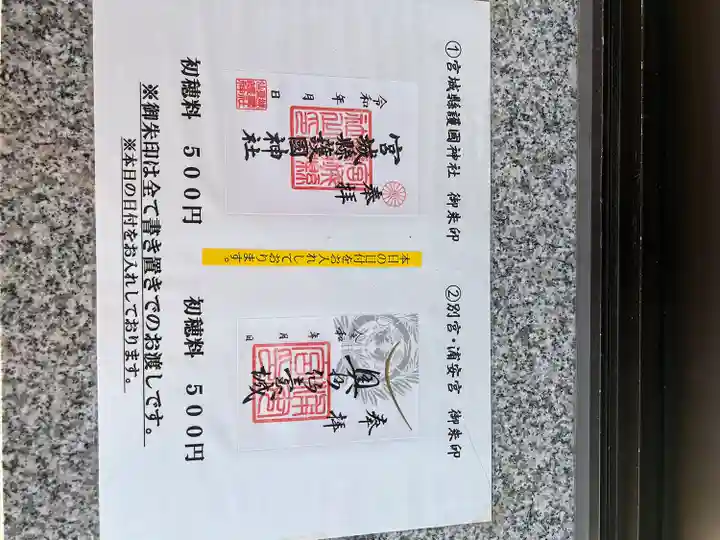 ①宮城縣護國神社 御朱印
奉拝
宮城縣護國神社
令和 年 月 日
初穂料 500円
本日の日付をお入れしております。
②別宮・浦安宮 御朱印
奉拝
仙臺城
令和 年 月 日
初穂料 500円
※御朱印は全て書き置きでのお渡しです。
※本日の日付をお入れしております。